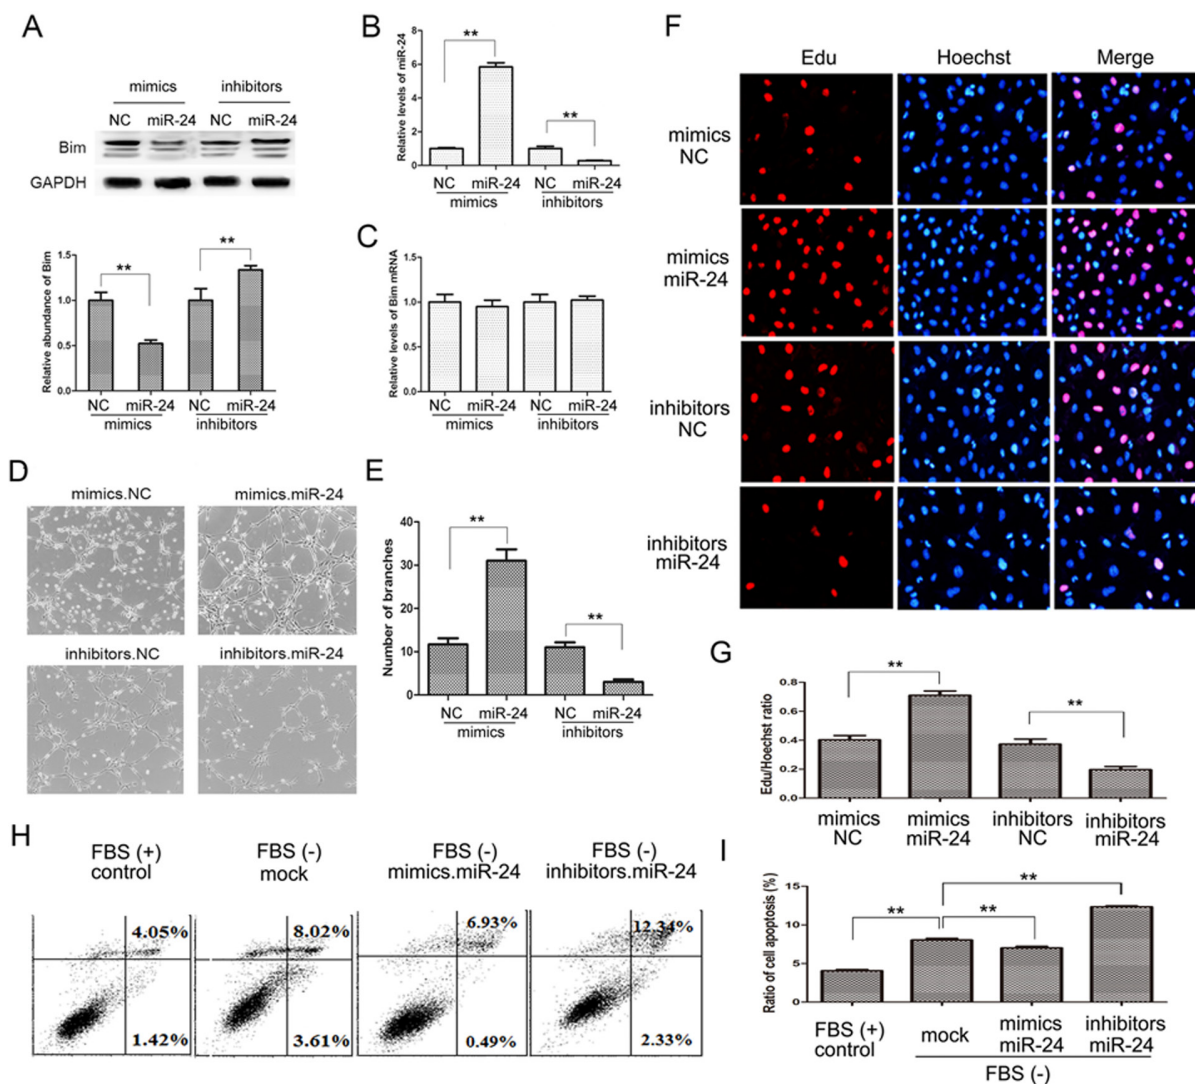 A
mimics inhibitors
NC miR-24 NC miR-24
Bim
GAPDH
Relative abundance of Bim
1.5
1.0
0.5
0.0
** **
NC miR-24 NC miR-24
mimics inhibitors
B
Relative levels of miR-24
8
6
4
2
0
** **
NC miR-24 NC miR-24
mimics inhibitors
C
Relative levels of Bim mRNA
1.5
1.0
0.5
0.0
NC miR-24 NC miR-24
mimics inhibitors
D
mimics.NC mimics.miR-24
inhibitors.NC inhibitors.miR-24
E
Number of branches
40
30
20
10
0
** **
NC miR-24 NC miR-24
mimics inhibitors
F
Edu Hoechst Merge
mimics
NC
mimics
miR-24
inhibitors
NC
inhibitors
miR-24
G
Edu/Hoechst ratio
0.8
0.6
0.4
0.2
0.0
** **
mimics mimics inhibitors inhibitors
NC miR-24 NC miR-24
H
FBS (+) FBS (-) FBS (-) FBS (-)
control mock mimics.miR-24 inhibitors.miR-24
4.05% 8.02% 6.93% 12.34%
1.42% 3.61% 0.49% 2.33%
I
Ratio of cell apoptosis (%)
15
10
5
0
**
** **
FBS (+) mock mimics inhibitors
control miR-24 miR-24
FBS (-)